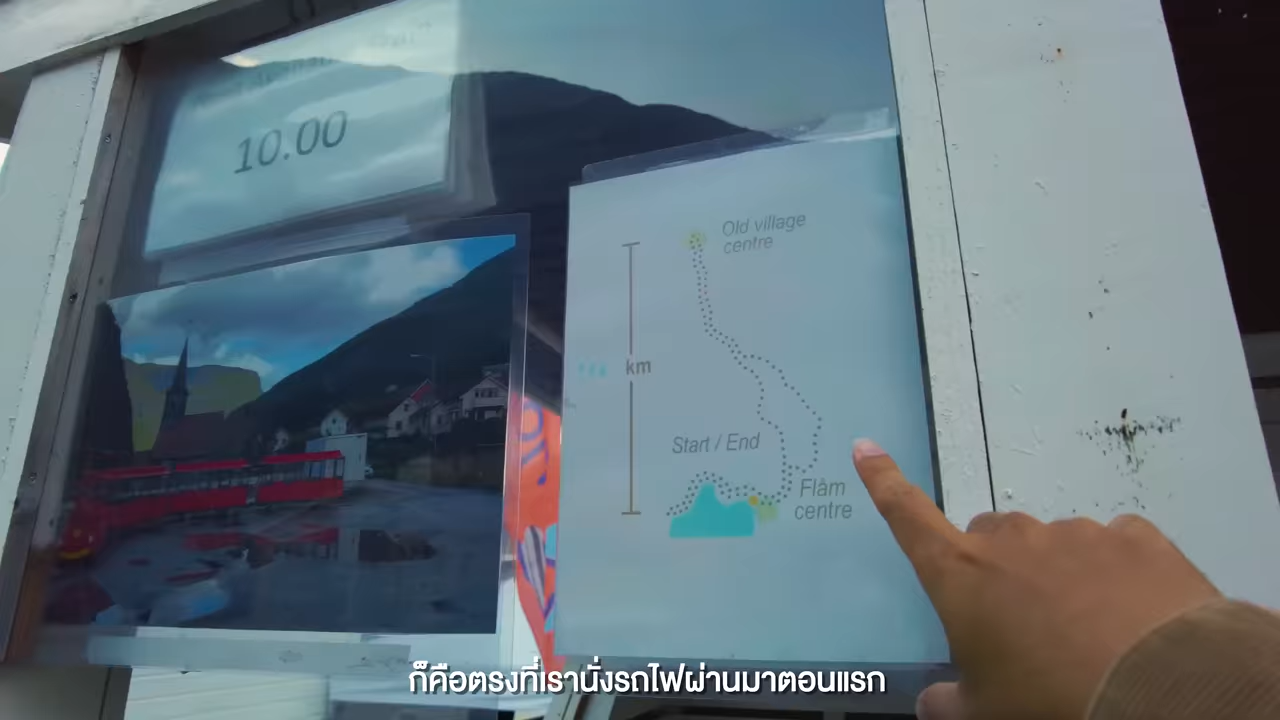 10.00
Old village
centre
km
Start / End
Flåm
centre
ก็คือตรงที่เรานั่งรถไฟผ่านมาตอนแรก